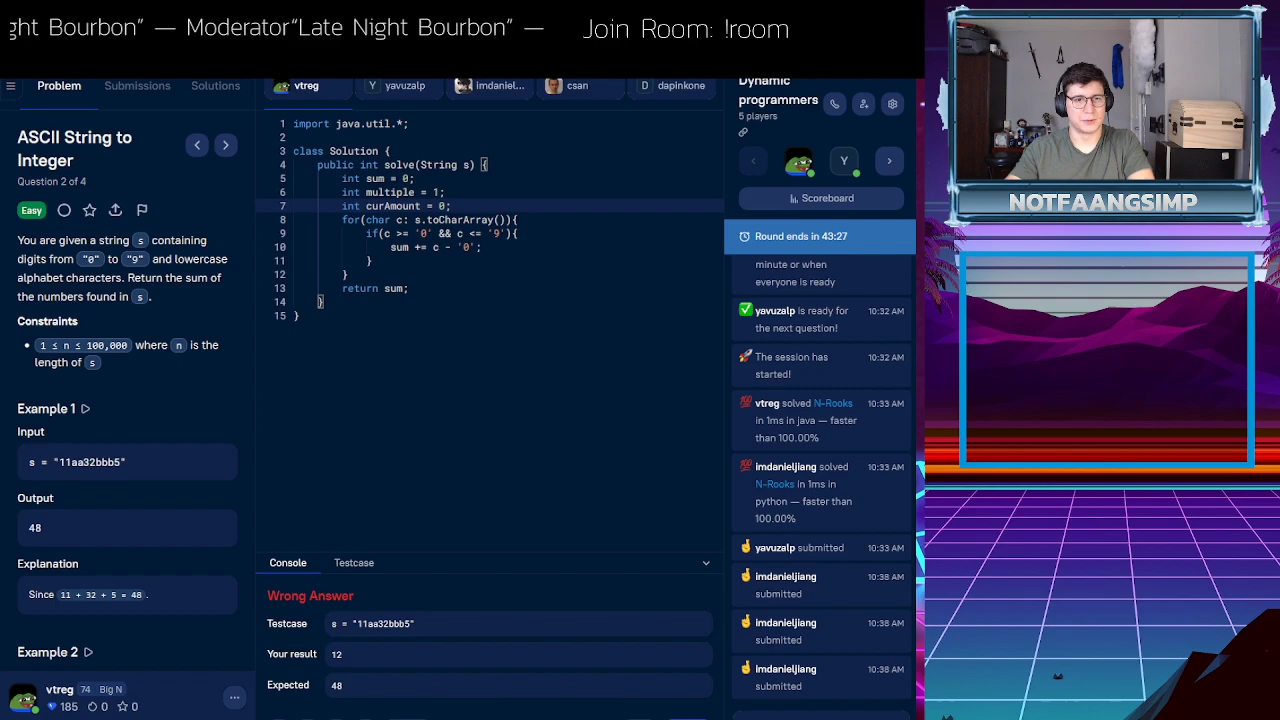 ght Bourbon” — Moderator“Late Night Bourbon” —
Join Room: !room
Problem
Submissions
Solutions
ASCII String to
Integer
Question 2 of 4
Easy
You are given a string s containing
digits from "0" to "9" and lowercase
alphabet characters. Return the sum of
the numbers found in s.
Constraints
• 1 ≤ n ≤ 100,000 where n is the
length of s
Example 1
Input
s = "11aa32bbb5"
Output
48
Explanation
Since 11 + 32 + 5 = 48.
Example 2
vtreg 74 Big N
185 0 0
vtreg
Y yavuzalp
imdaniel...
csan
D dapinkone
1 import java.util.*;
2
3 class Solution {
4 public int solve(String s) {
5 int sum = 0;
6 int multiple = 1;
7 int curAmount = 0;
8 for(char c: s.toCharArray()){
9 if(c >= '0' && c <= '9'){
10 sum += c - '0';
11 }
12 }
13 return sum;
14 }
15 }
Console
Testcase
Wrong Answer
Testcase
s = "11aa32bbb5"
Your result
12
Expected
48
Dynamic
programmers
5 players
Y
Scoreboard
Round ends in 43:27
minute or when
everyone is ready
yavuzalp is ready for 10:32 AM
the next question!
The session has 10:32 AM
started!
vtreg solved N-Rooks 10:33 AM
in 1ms in java — faster
than 100.00%
imdanieljiang solved 10:33 AM
N-Rooks in 1ms in
python — faster than
100.00%
yavuzalp submitted 10:33 AM
imdanieljiang 10:38 AM
submitted
imdanieljiang 10:38 AM
submitted
imdanieljiang 10:38 AM
submitted
NOTFAANGSIMP